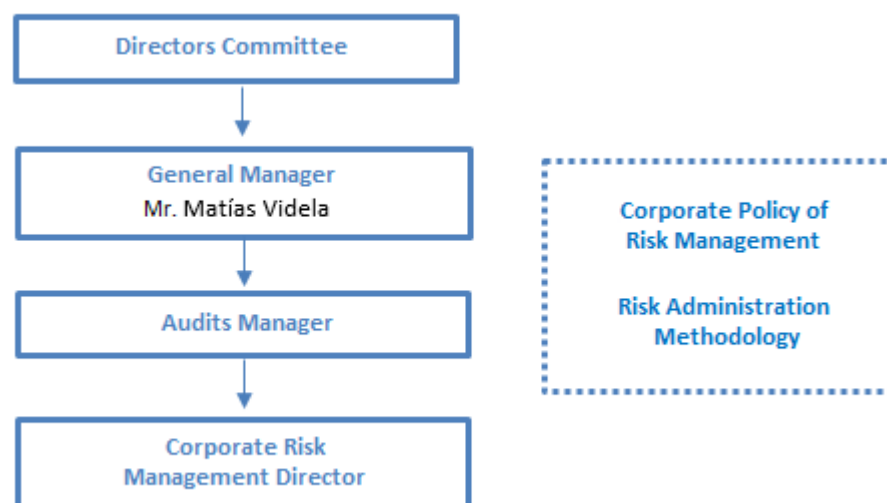 Directors Committee
General Manager
Mr. Matías Videla
Audits Manager
Corporate Risk
Management Director
Corporate Policy of
Risk Management
Risk Administration
Methodology